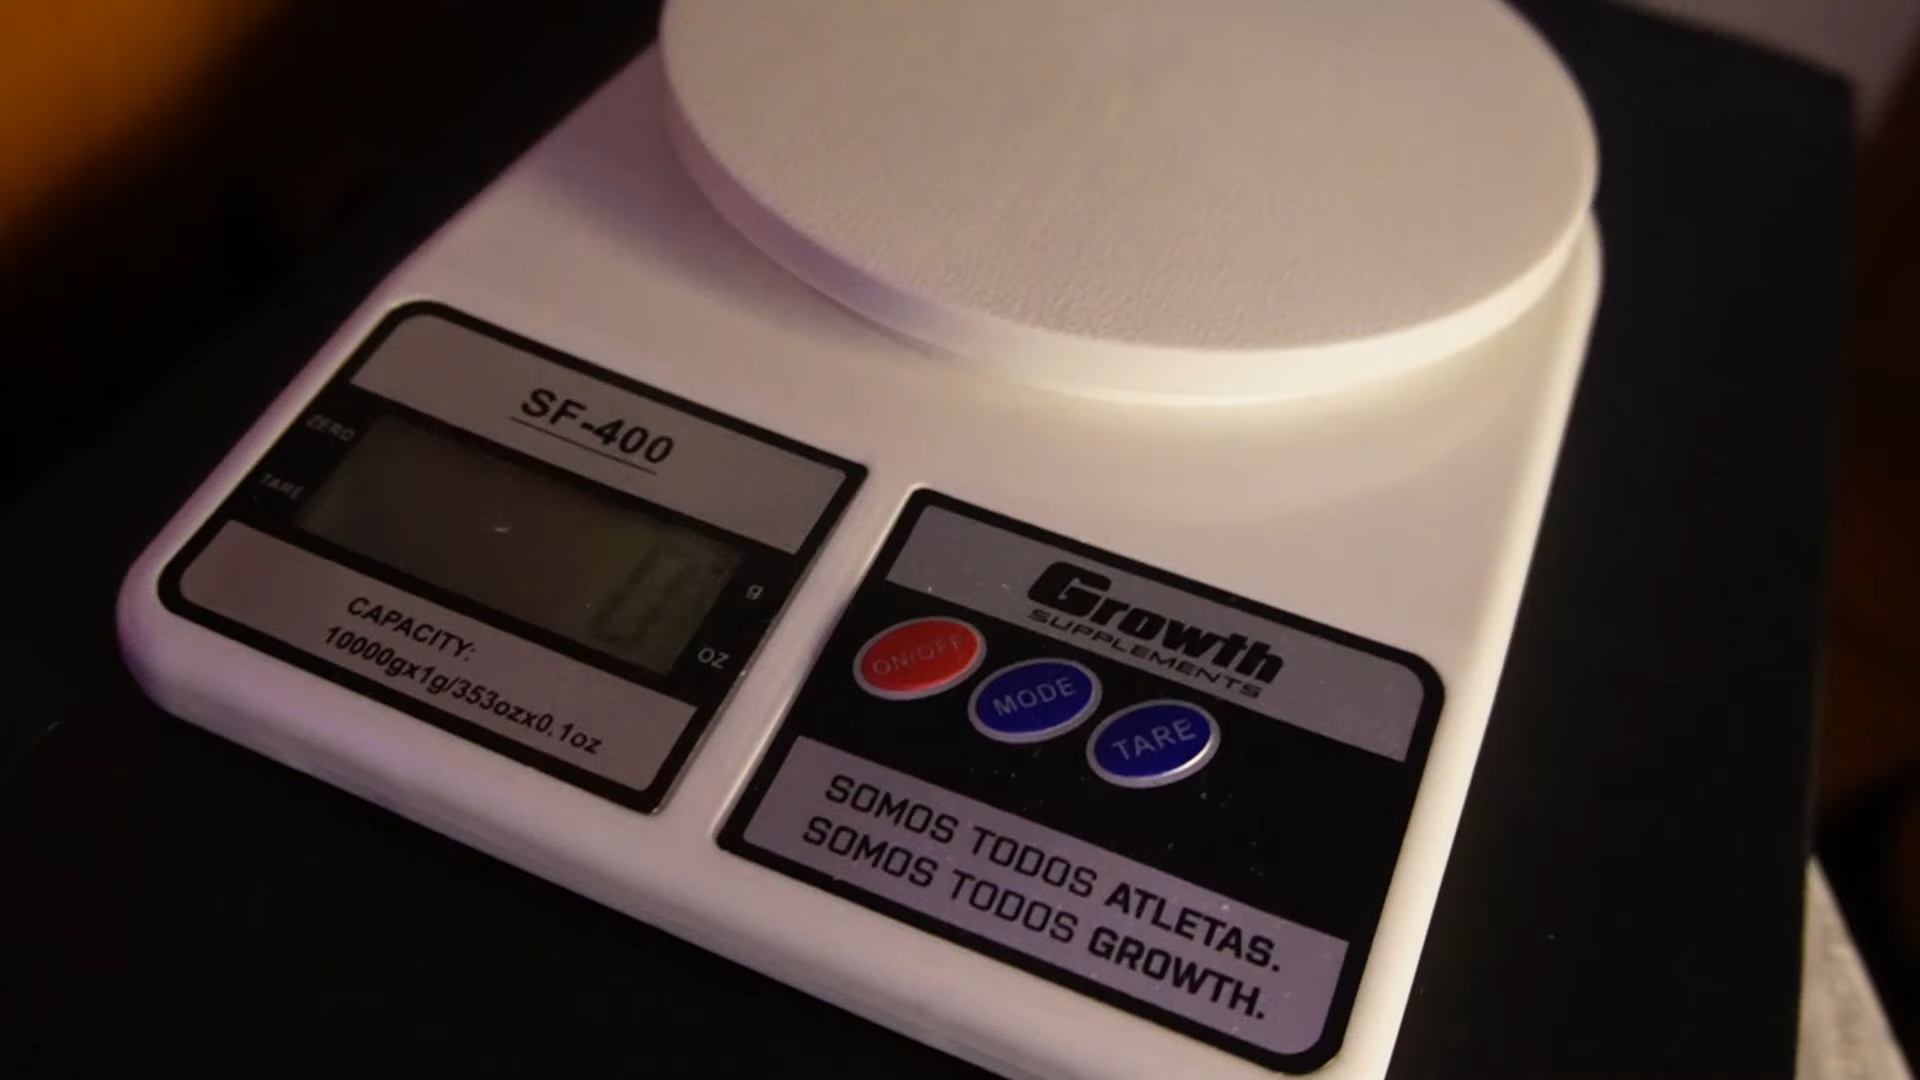 SF-400
ZERO
TARE
g
OZ
CAPACITY:
10000gx1g/353ozx0.1oz
Growth
SUPPLEMENTS
ON/OFF
MODE
TARE
SOMOS TODOS ATLETAS.
SOMOS TODOS GROWTH.